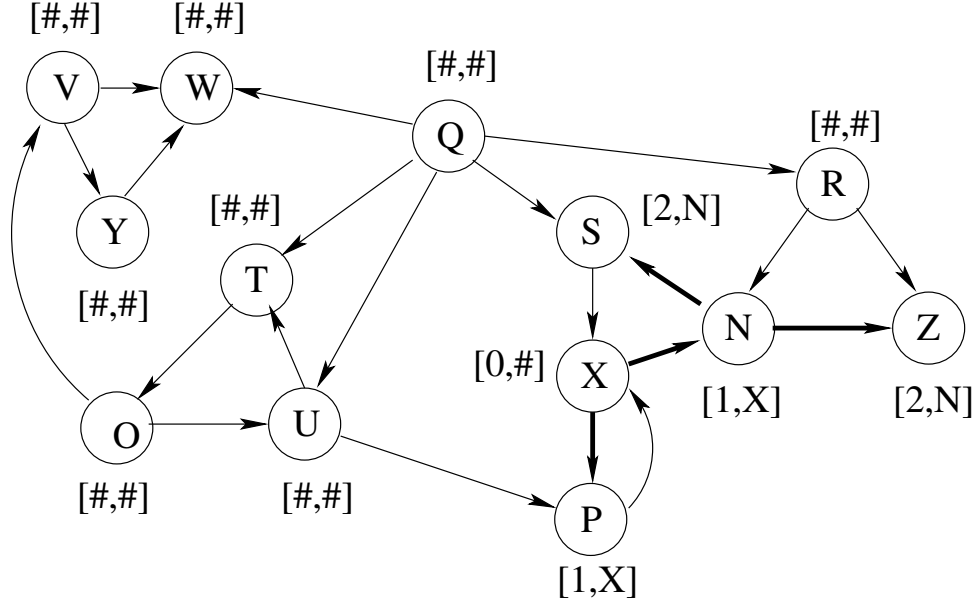 [#,#] [#,#]
[#,#]
V W
Q
[#,#]
R
[#,#] [2,N]
Y S
T
[#,#]
N Z
[0,#] X
[1,X] [2,N]
O U
[#,#] [#,#]
P
[1,X]